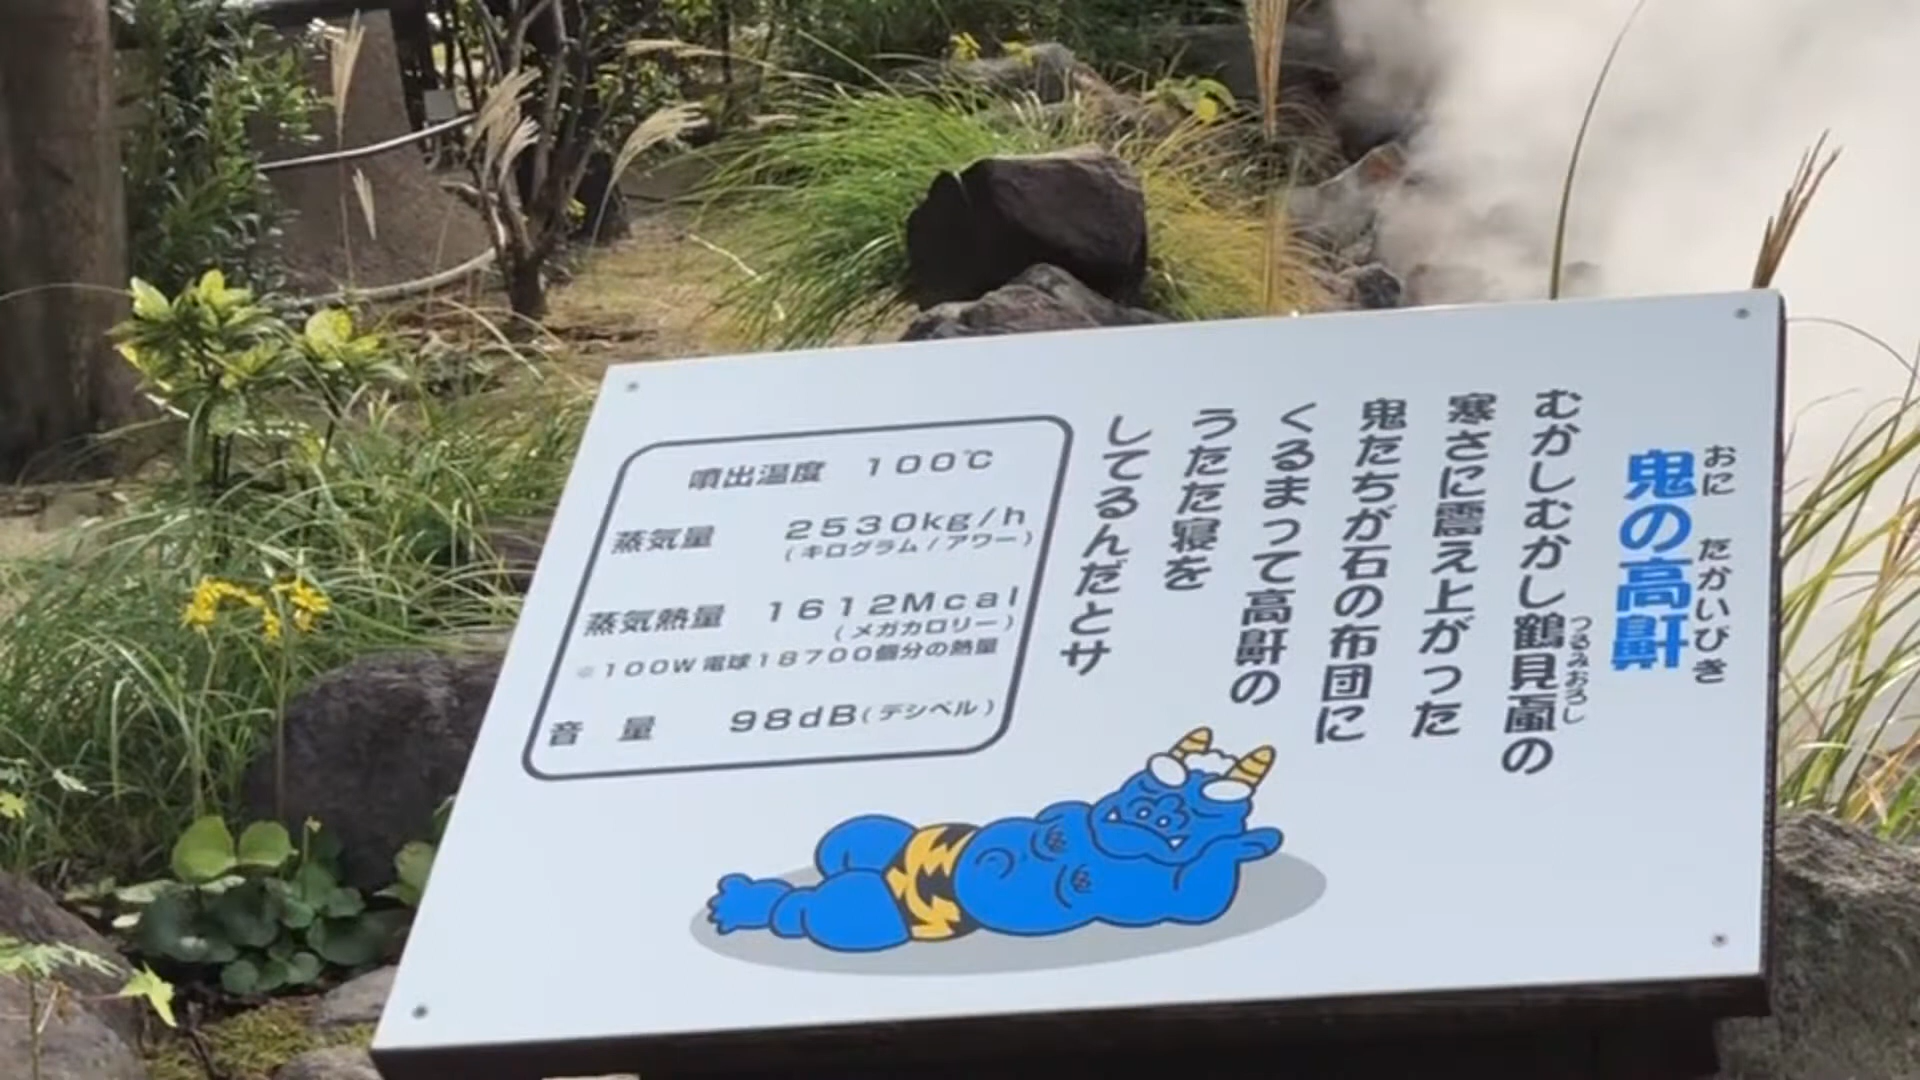 鬼の高鼾
おに たかいびき
むかしむかし鶴見颪の
つるみおろし
寒さに震え上がった
鬼たちが石の布団に
くるまって高鼾の
うたた寝を
してるんだとサ
噴出温度 100℃
蒸気量 2530kg/h
(キログラム/アワー)
蒸気熱量 1612Mcal
(メガカロリー)
※100W電球18700個分の熱量
音量 98dB(デシベル)